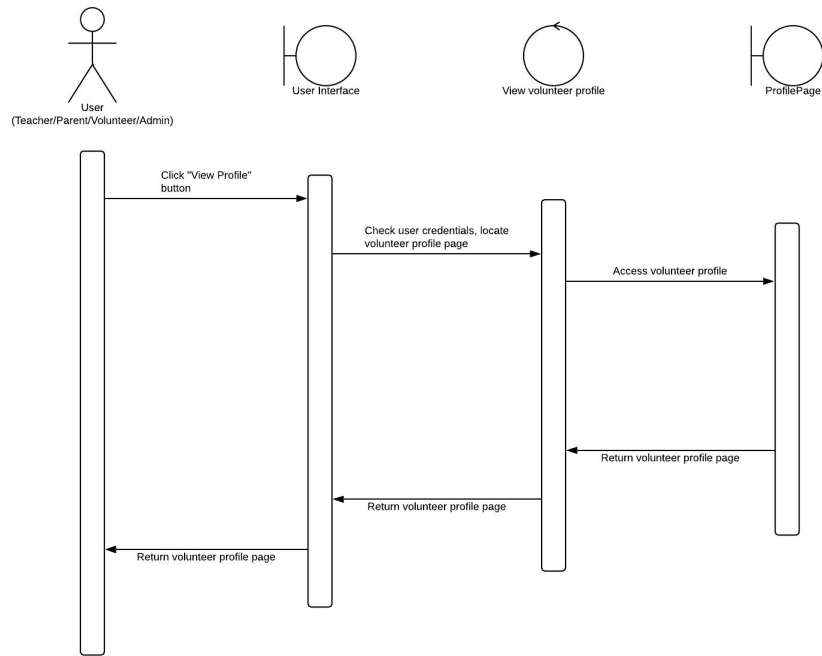 User
(Teacher/Parent/Volunteer/Admin)
User Interface
View volunteer profile
ProfilePage
Click "View Profile"
button
Check user credentials, locate
volunteer profile page
Access volunteer profile
Return volunteer profile page
Return volunteer profile page
Return volunteer profile page